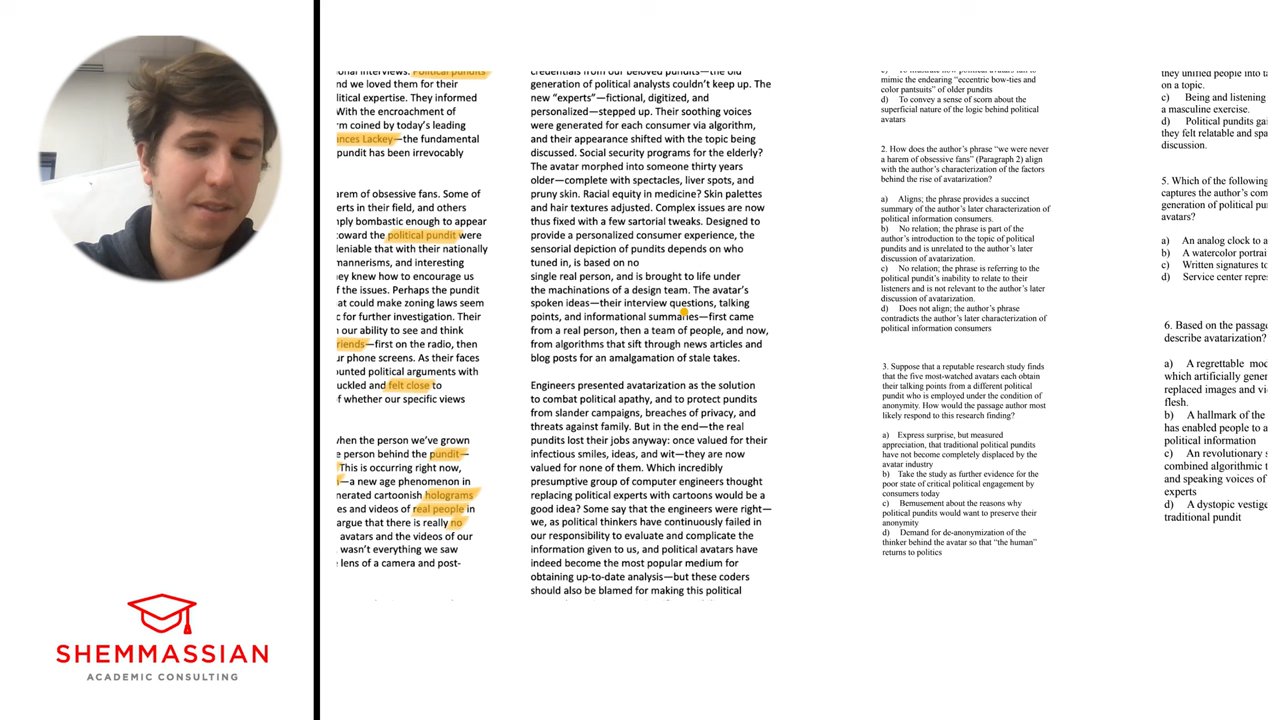 SHEMMASSIAN
ACADEMIC CONSULTING
onal interviews. Political pundits
nd we loved them for their
litical expertise. They informed
With the encroachment of
rm coined by today's leading
nces Lackey—the fundamental
pundit has been irrevocably
arem of obsessive fans. Some of
erts in their field, and others
nply bombastic enough to appear
toward the political pundit were
deniable that with their nationally
mannerisms, and interesting
ey knew how to encourage us
f the issues. Perhaps the pundit
at could make zoning laws seem
c for further investigation. Their
n our ability to see and think
riends—first on the radio, then
ur phone screens. As their faces
ounted political arguments with
uckled and felt close to
f whether our specific views
when the person we've grown
e person behind the pundit—
This is occurring right now,
—a new age phenomenon in
nerated cartoonish holograms
es and videos of real people in
argue that there is really no
avatars and the videos of our
wasn't everything we saw
lens of a camera and post-
credentials from our beloved pundits—the old
generation of political analysts couldn't keep up. The
new "experts"—fictional, digitized, and
personalized—stepped up. Their soothing voices
were generated for each consumer via algorithm,
and their appearance shifted with the topic being
discussed. Social security programs for the elderly?
The avatar morphed into someone thirty years
older—complete with spectacles, liver spots, and
pruny skin. Racial equity in medicine? Skin palettes
and hair textures adjusted. Complex issues are now
thus fixed with a few sartorial tweaks. Designed to
provide a personalized consumer experience, the
sensorial depiction of pundits depends on who
tuned in, is based on no
single real person, and is brought to life under
the machinations of a design team. The avatar's
spoken ideas—their interview questions, talking
points, and informational summaries—first came
from a real person, then a team of people, and now,
from algorithms that sift through news articles and
blog posts for an amalgamation of stale takes.
Engineers presented avatarization as the solution
to combat political apathy, and to protect pundits
from slander campaigns, breaches of privacy, and
threats against family. But in the end—the real
pundits lost their jobs anyway: once valued for their
infectious smiles, ideas, and wit—they are now
valued for none of them. Which incredibly
presumptive group of computer engineers thought
replacing political experts with cartoons would be a
good idea? Some say that the engineers were right—
we, as political thinkers have continuously failed in
our responsibility to evaluate and complicate the
information given to us, and political avatars have
indeed become the most popular medium for
obtaining up-to-date analysis—but these coders
should also be blamed for making this political
c) To illustrate how political avatars fail to
mimic the endearing "eccentric bow-ties and
color pantsuits" of older pundits
d) To convey a sense of scorn about the
superficial nature of the logic behind political
avatars
2. How does the author's phrase "we were never
a harem of obsessive fans" (Paragraph 2) align
with the author's characterization of the factors
behind the rise of avatarization?
a) Aligns; the phrase provides a succinct
summary of the author's later characterization of
political information consumers.
b) No relation; the phrase is part of the
author's introduction to the topic of political
pundits and is unrelated to the author's later
discussion of avatarization.
c) No relation; the phrase is referring to the
political pundit's inability to relate to their
listeners and is not relevant to the author's later
discussion of avatarization.
d) Does not align; the author's phrase
contradicts the author's later characterization of
political information consumers
3. Suppose that a reputable research study finds
that the five most-watched avatars each obtain
their talking points from a different political
pundit who is employed under the condition of
anonymity. How would the passage author most
likely respond to this research finding?
a) Express surprise, but measured
appreciation, that traditional political pundits
have not become completely displaced by the
avatar industry
b) Take the study as further evidence for the
poor state of critical political engagement by
consumers today
c) Bemusement about the reasons why
political pundits would want to preserve their
anonymity
d) Demand for de-anonymization of the
thinker behind the avatar so that "the human"
returns to politics
they unified people into ta
on a topic.
c) Being and listening
a masculine exercise.
d) Political pundits gai
they felt relatable and spa
discussion.
5. Which of the following
captures the author's com
generation of political pu
avatars?
a) An analog clock to a
b) A watercolor portrai
c) Written signatures to
d) Service center repre
6. Based on the passage
describe avatarization?
a) A regrettable mod
which artificially gener
replaced images and vi
flesh.
b) A hallmark of the
has enabled people to a
political information
c) An revolutionary s
combined algorithmic t
and speaking voices of
experts
d) A dystopic vestige
traditional pundit